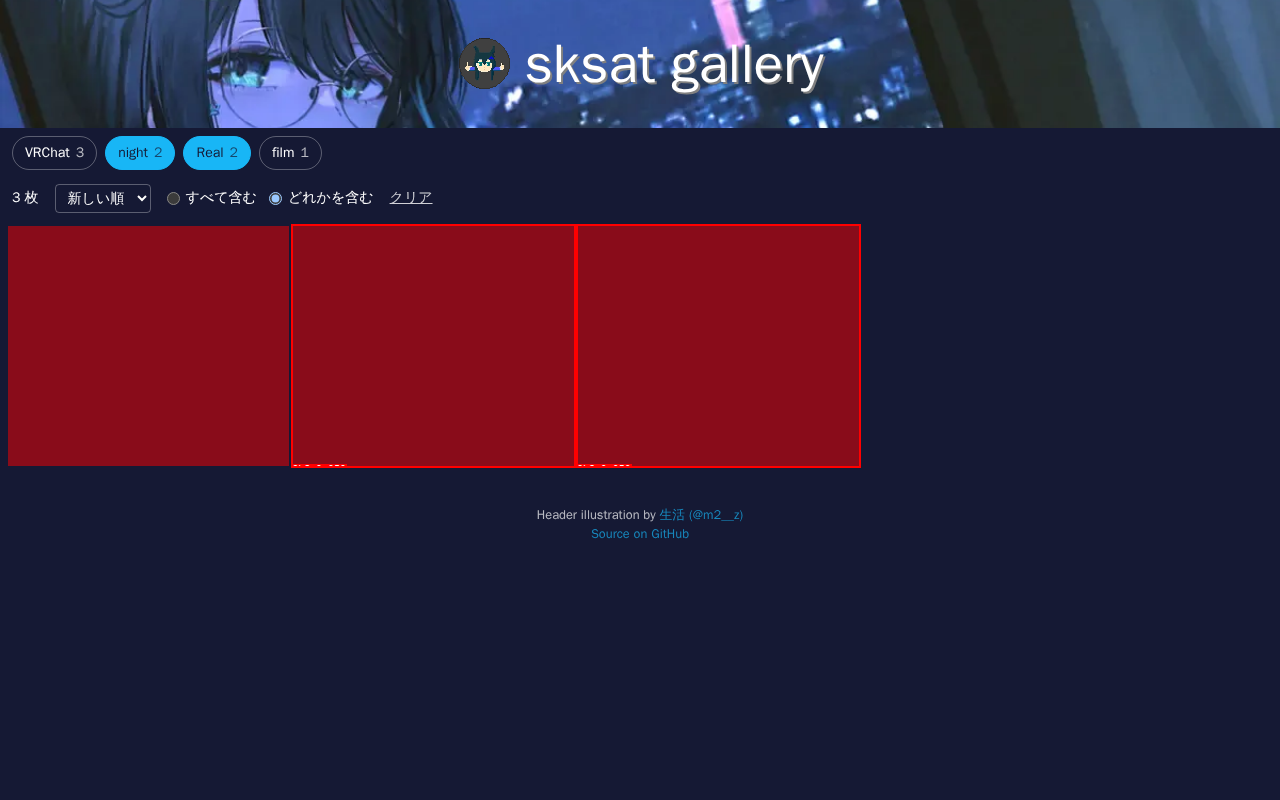 sksat gallery
VRChat 3 night 2 Real 2 film 1
3 枚 新しい順 すべて含む どれかを含む クリア
Header illustration by 生活 (@m2__z)
Source on GitHub